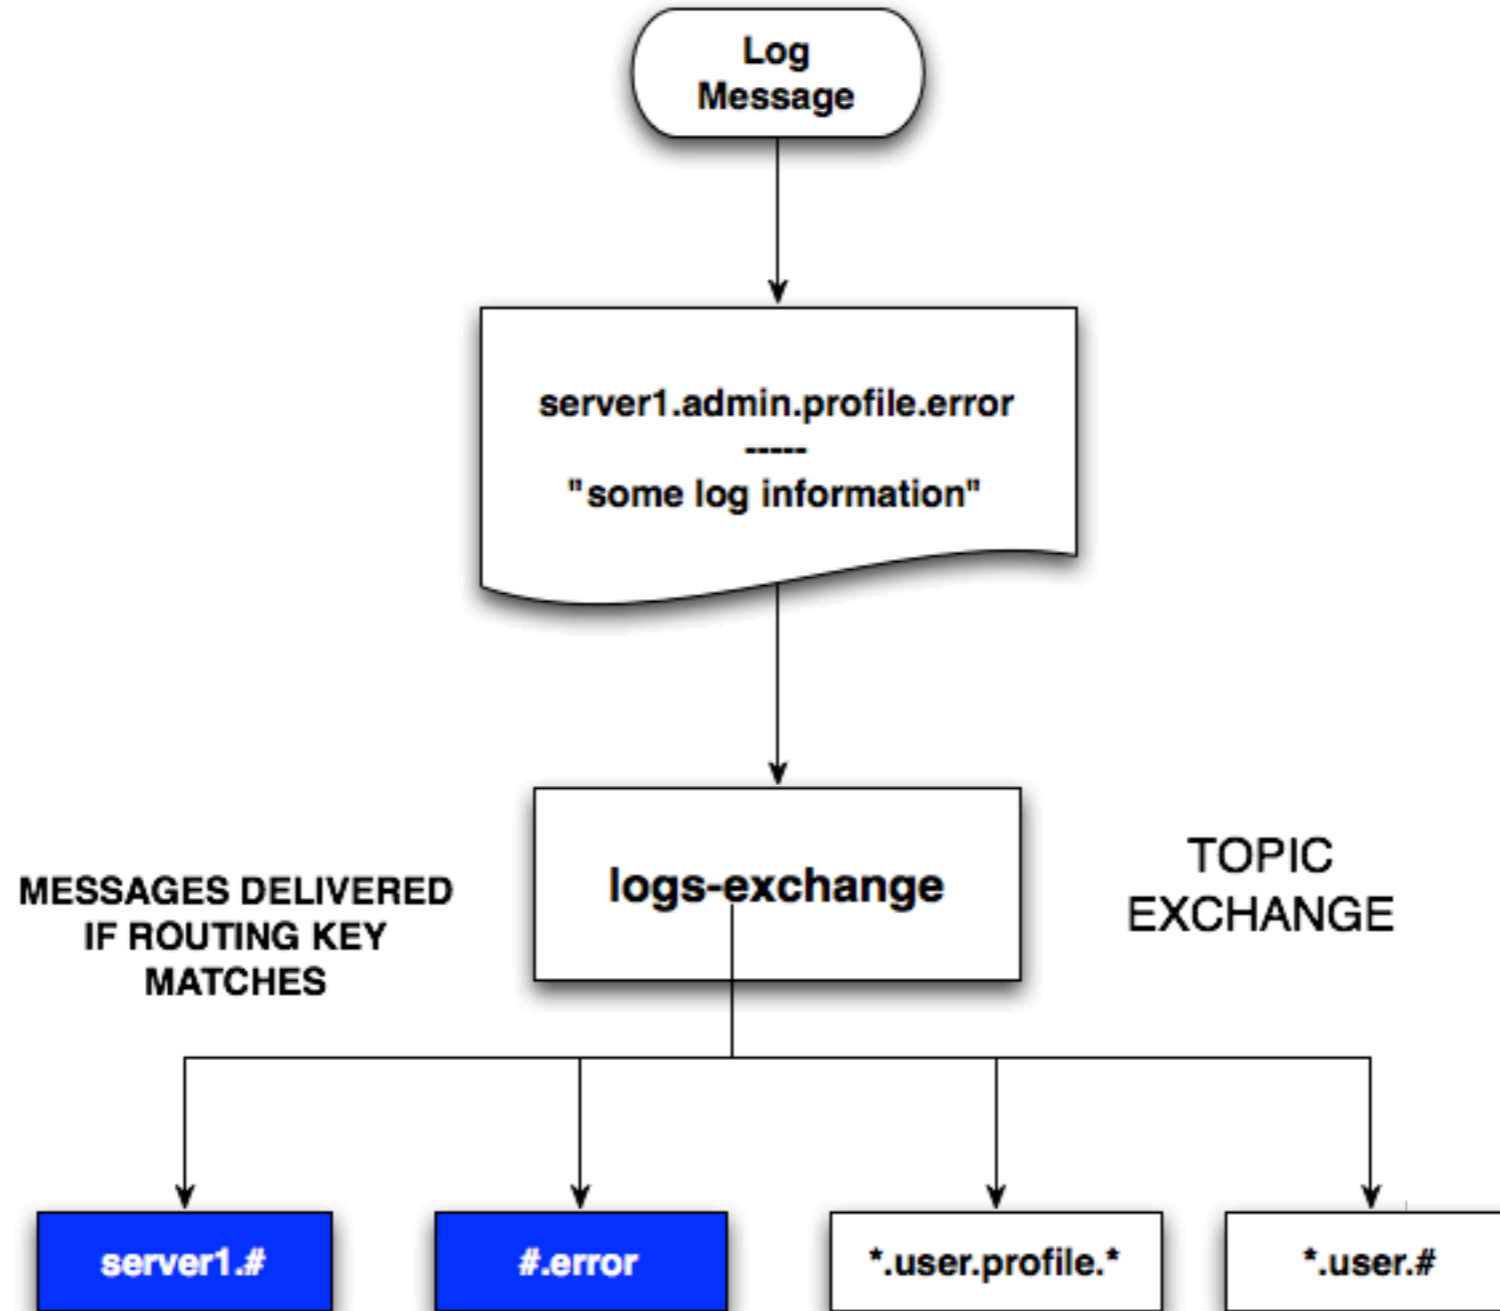 Log
Message
server1.admin.profile.error
-----
"some log information"
logs-exchange
TOPIC
EXCHANGE
MESSAGES DELIVERED
IF ROUTING KEY
MATCHES
server1.#
#.error
*.user.profile.*
*.user.#